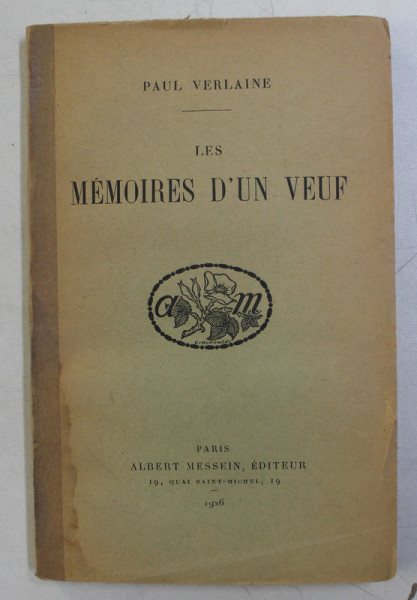 PAUL VERLAINE
LES
MÉMOIRES D'UN VEUF
a m
PARIS
ALBERT MESSEIN, ÉDITEUR
19, QUAI SAINT-MICHEL, 19
1926